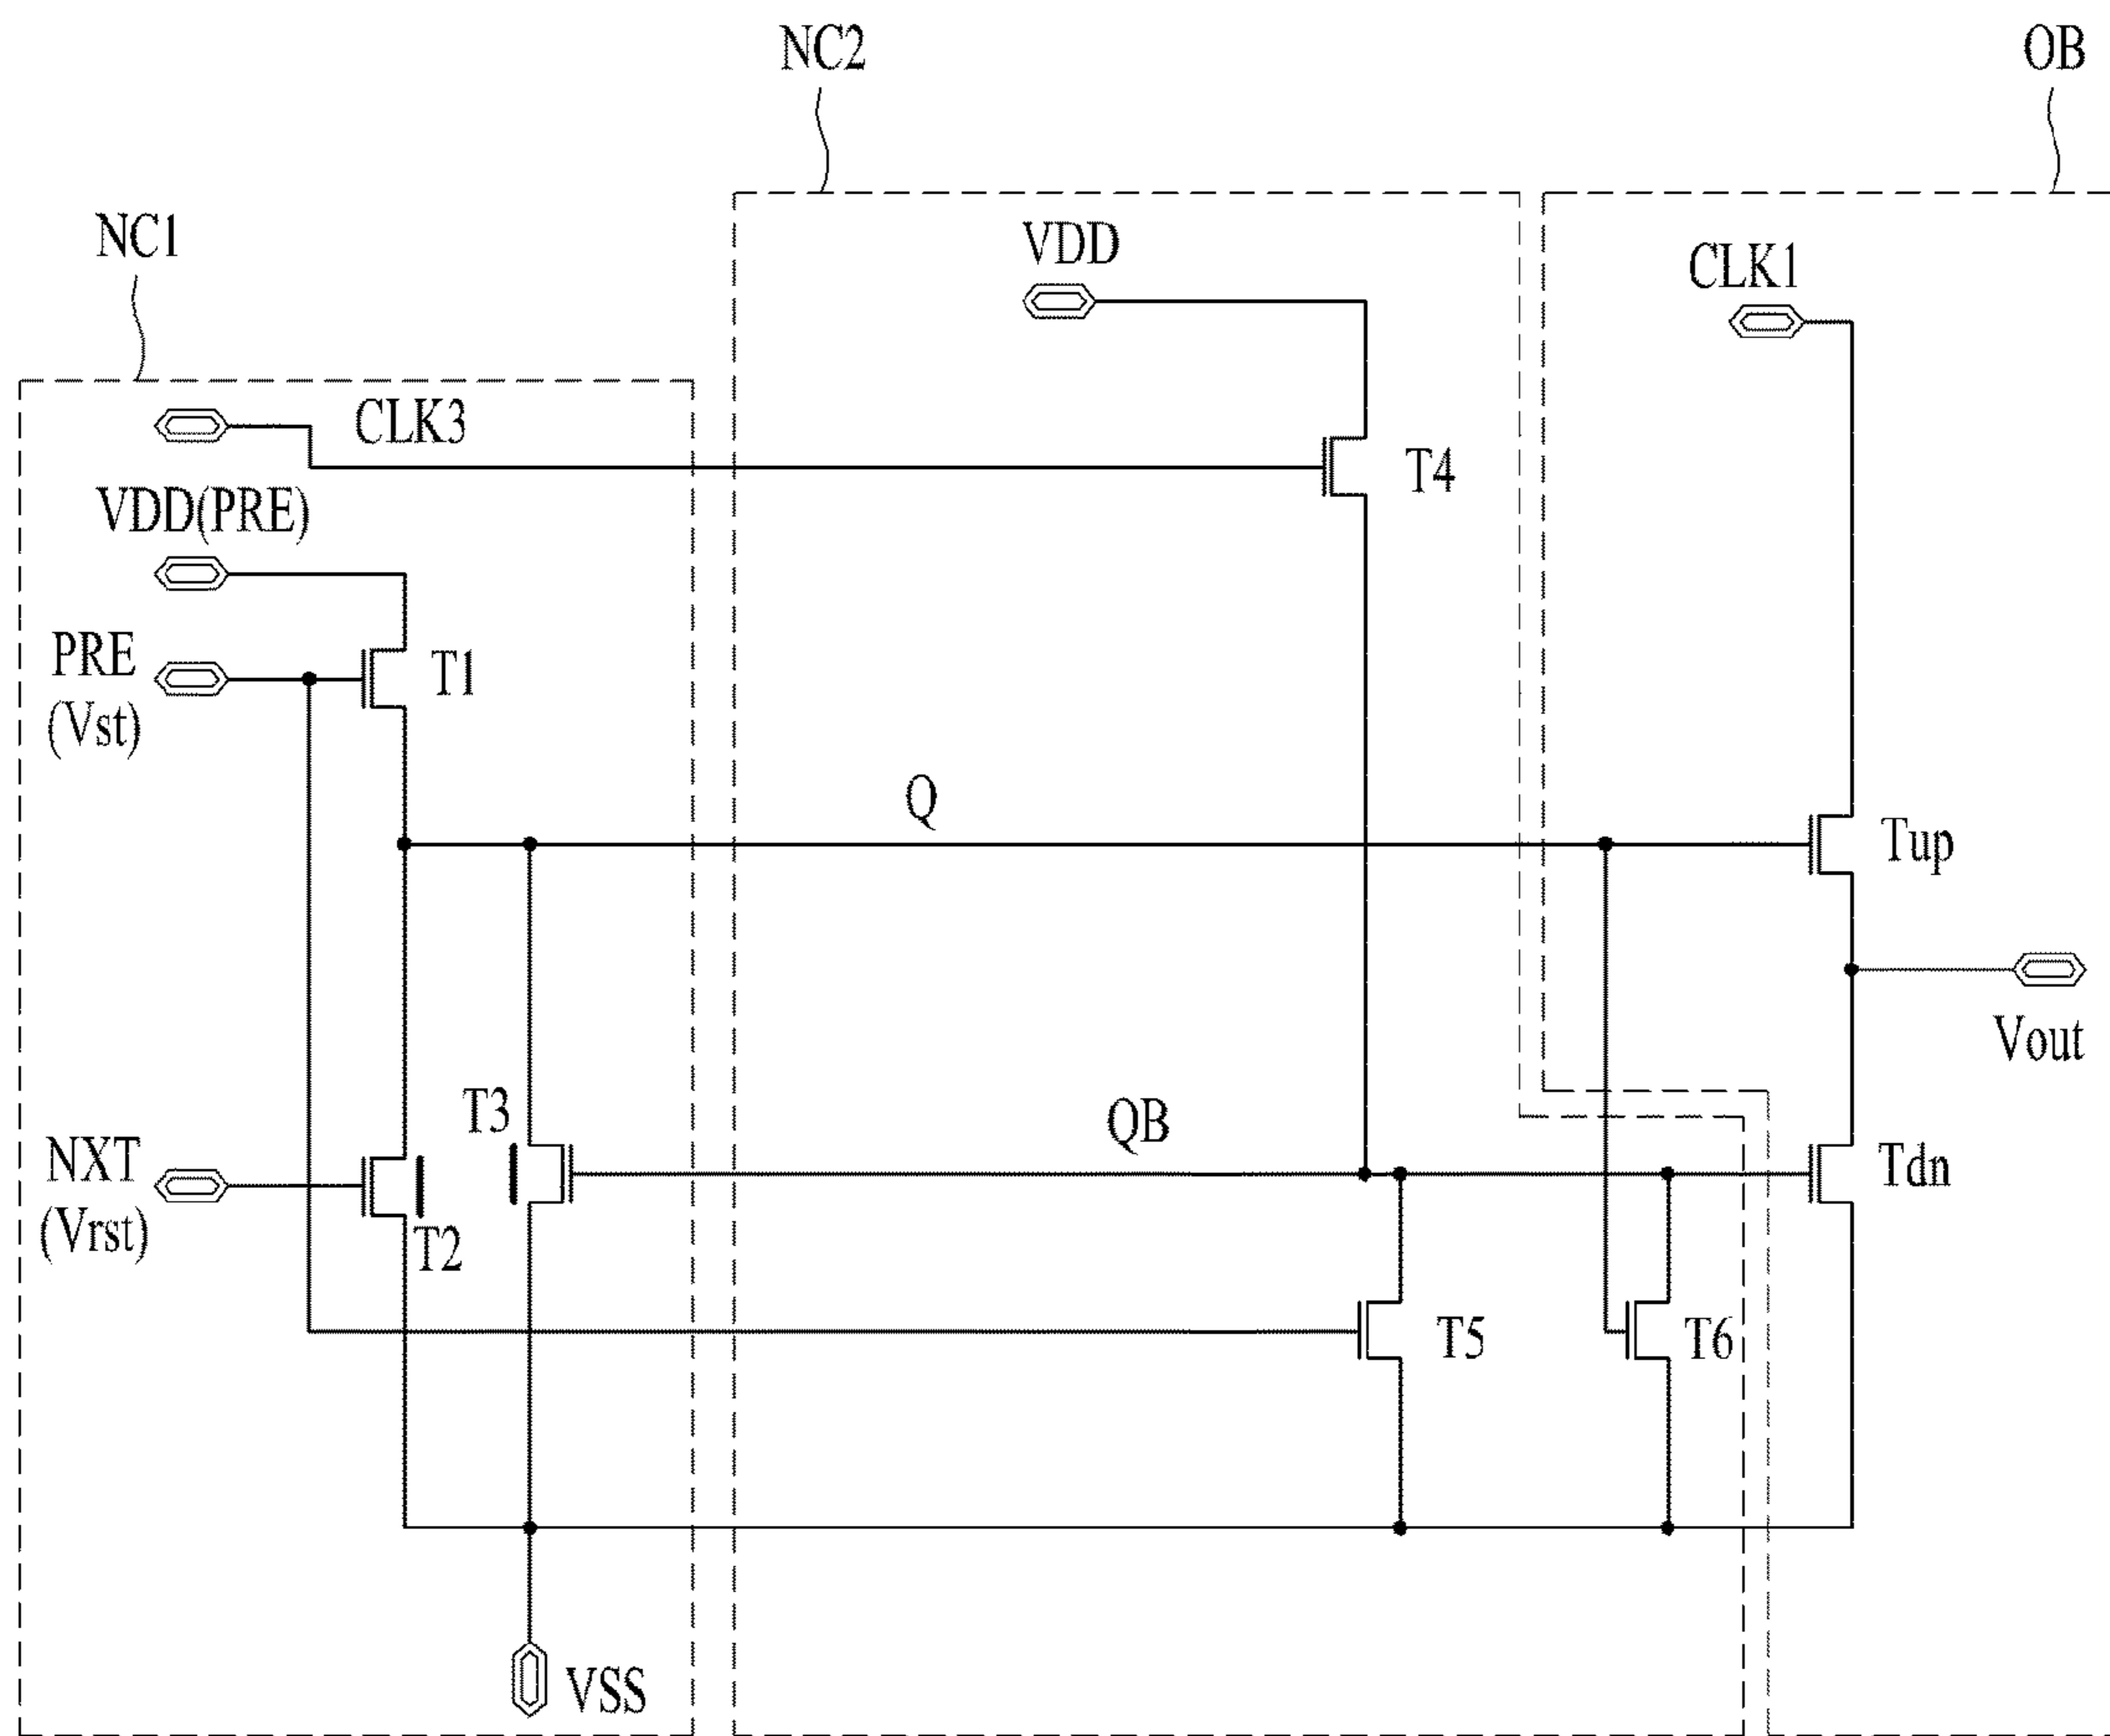 NC2
OB
NC1
VDD
CLK1
CLK3
T4
VDD(PRE)
PRE
(Vst)
T1
Q
Tup
Vout
T3
QB
NXT
(Vrst)
T2
Tdn
T5
T6
VSS